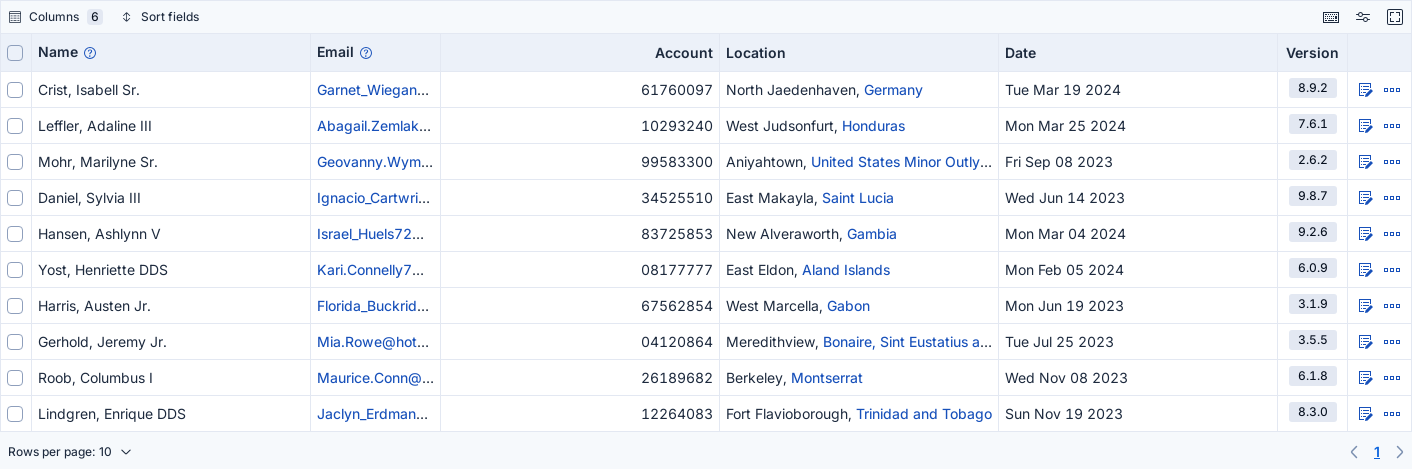 Columns 6 Sort fields
Name Email Account Location Date Version
Crist, Isabell Sr. Garnet_Wiegan... 61760097 North Jaedenhaven, Germany Tue Mar 19 2024 8.9.2
Leffler, Adaline III Abagail.Zemlak... 10293240 West Judsonfurt, Honduras Mon Mar 25 2024 7.6.1
Mohr, Marilyne Sr. Geovanny.Wym... 99583300 Aniyahtown, United States Minor Outly... Fri Sep 08 2023 2.6.2
Daniel, Sylvia III Ignacio_Cartwri... 34525510 East Makayla, Saint Lucia Wed Jun 14 2023 9.8.7
Hansen, Ashlynn V Israel_Huels72... 83725853 New Alveraworth, Gambia Mon Mar 04 2024 9.2.6
Yost, Henriette DDS Kari.Connelly7... 08177777 East Eldon, Aland Islands Mon Feb 05 2024 6.0.9
Harris, Austen Jr. Florida_Buckrid... 67562854 West Marcella, Gabon Mon Jun 19 2023 3.1.9
Gerhold, Jeremy Jr. Mia.Rowe@hot... 04120864 Meredithview, Bonaire, Sint Eustatius a... Tue Jul 25 2023 3.5.5
Roob, Columbus I Maurice.Conn@... 26189682 Berkeley, Montserrat Wed Nov 08 2023 6.1.8
Lindgren, Enrique DDS Jaclyn_Erdman... 12264083 Fort Flavioborough, Trinidad and Tobago Sun Nov 19 2023 8.3.0
Rows per page: 10 1